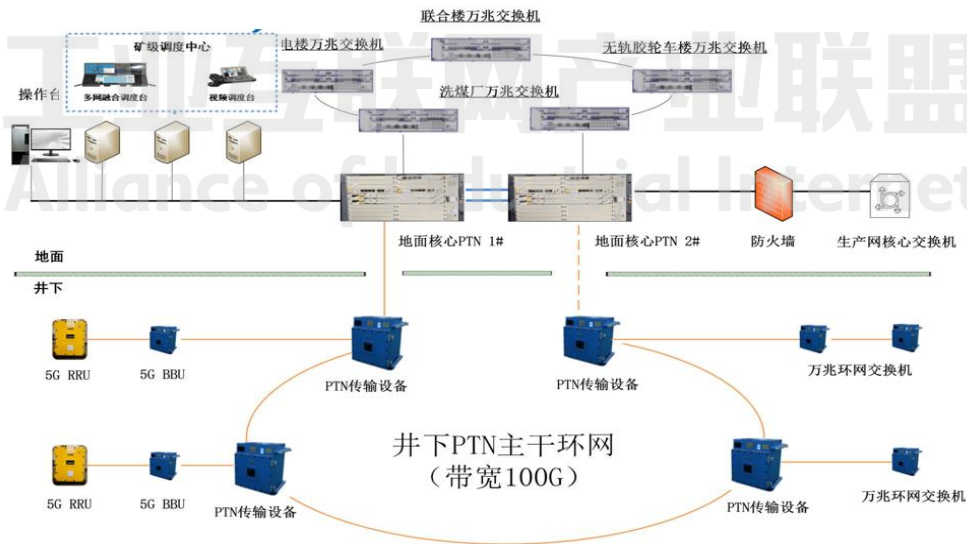 工业互联网产业联盟
Alliance of Industrial Internet
联合楼万兆交换机
矿级调度中心
电楼万兆交换机
无轨胶轮车楼万兆交换机
操作台
多网融合调度台
视频调度台
洗煤厂万兆交换机
地面核心PTN 1#
地面核心PTN 2#
防火墙
生产网核心交换机
地面
井下
5G RRU
5G BBU
PTN传输设备
PTN传输设备
万兆环网交换机
井下PTN主干环网
（带宽100G）
5G RRU
5G BBU
PTN传输设备
PTN传输设备
万兆环网交换机